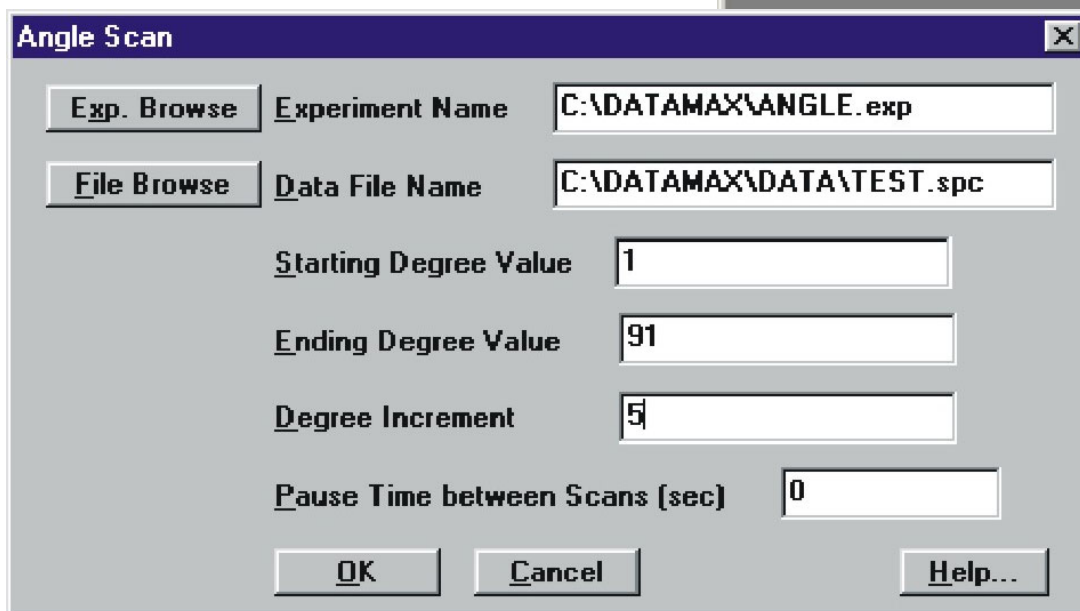 Angle Scan
Exp. Browse Experiment Name C:\DATAMAX\ANGLE.exp
File Browse Data File Name C:\DATAMAX\DATA\TEST.spc
Starting Degree Value 1
Ending Degree Value 91
Degree Increment 5
Pause Time between Scans (sec) 0
OK Cancel Help...